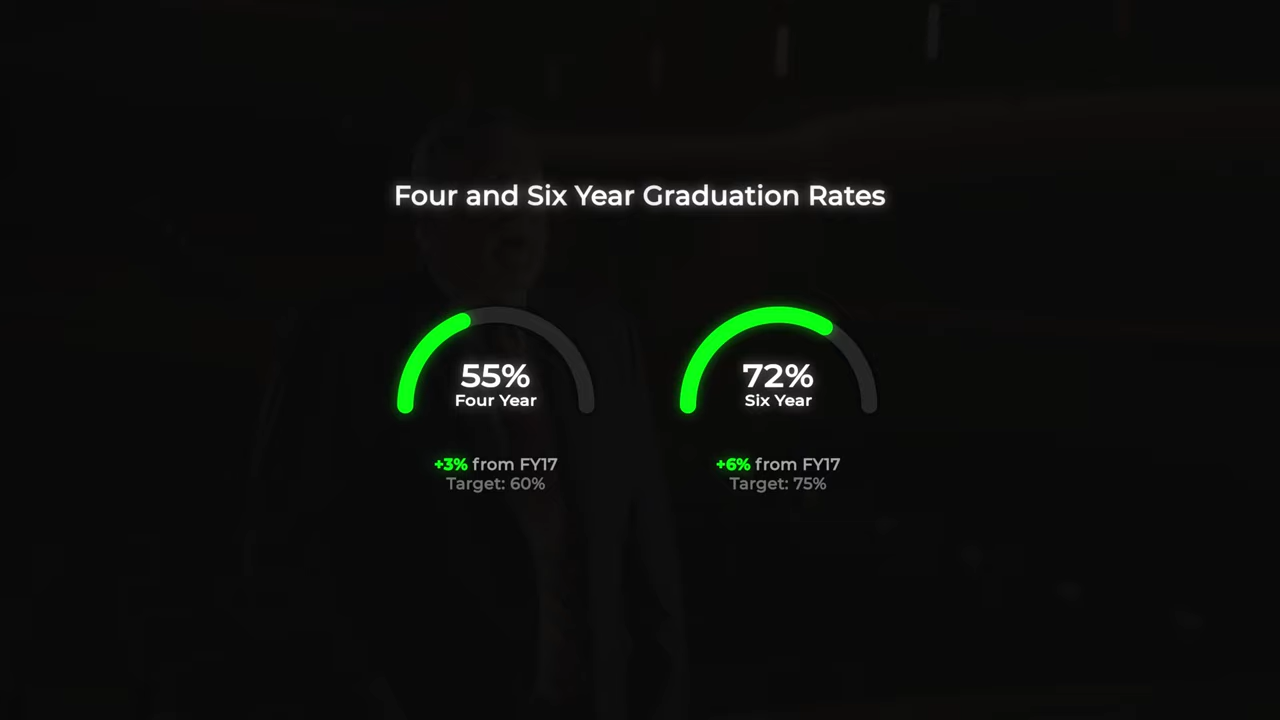 Four and Six Year Graduation Rates
55%
Four Year
+3% from FY17
Target: 60%
72%
Six Year
+6% from FY17
Target: 75%